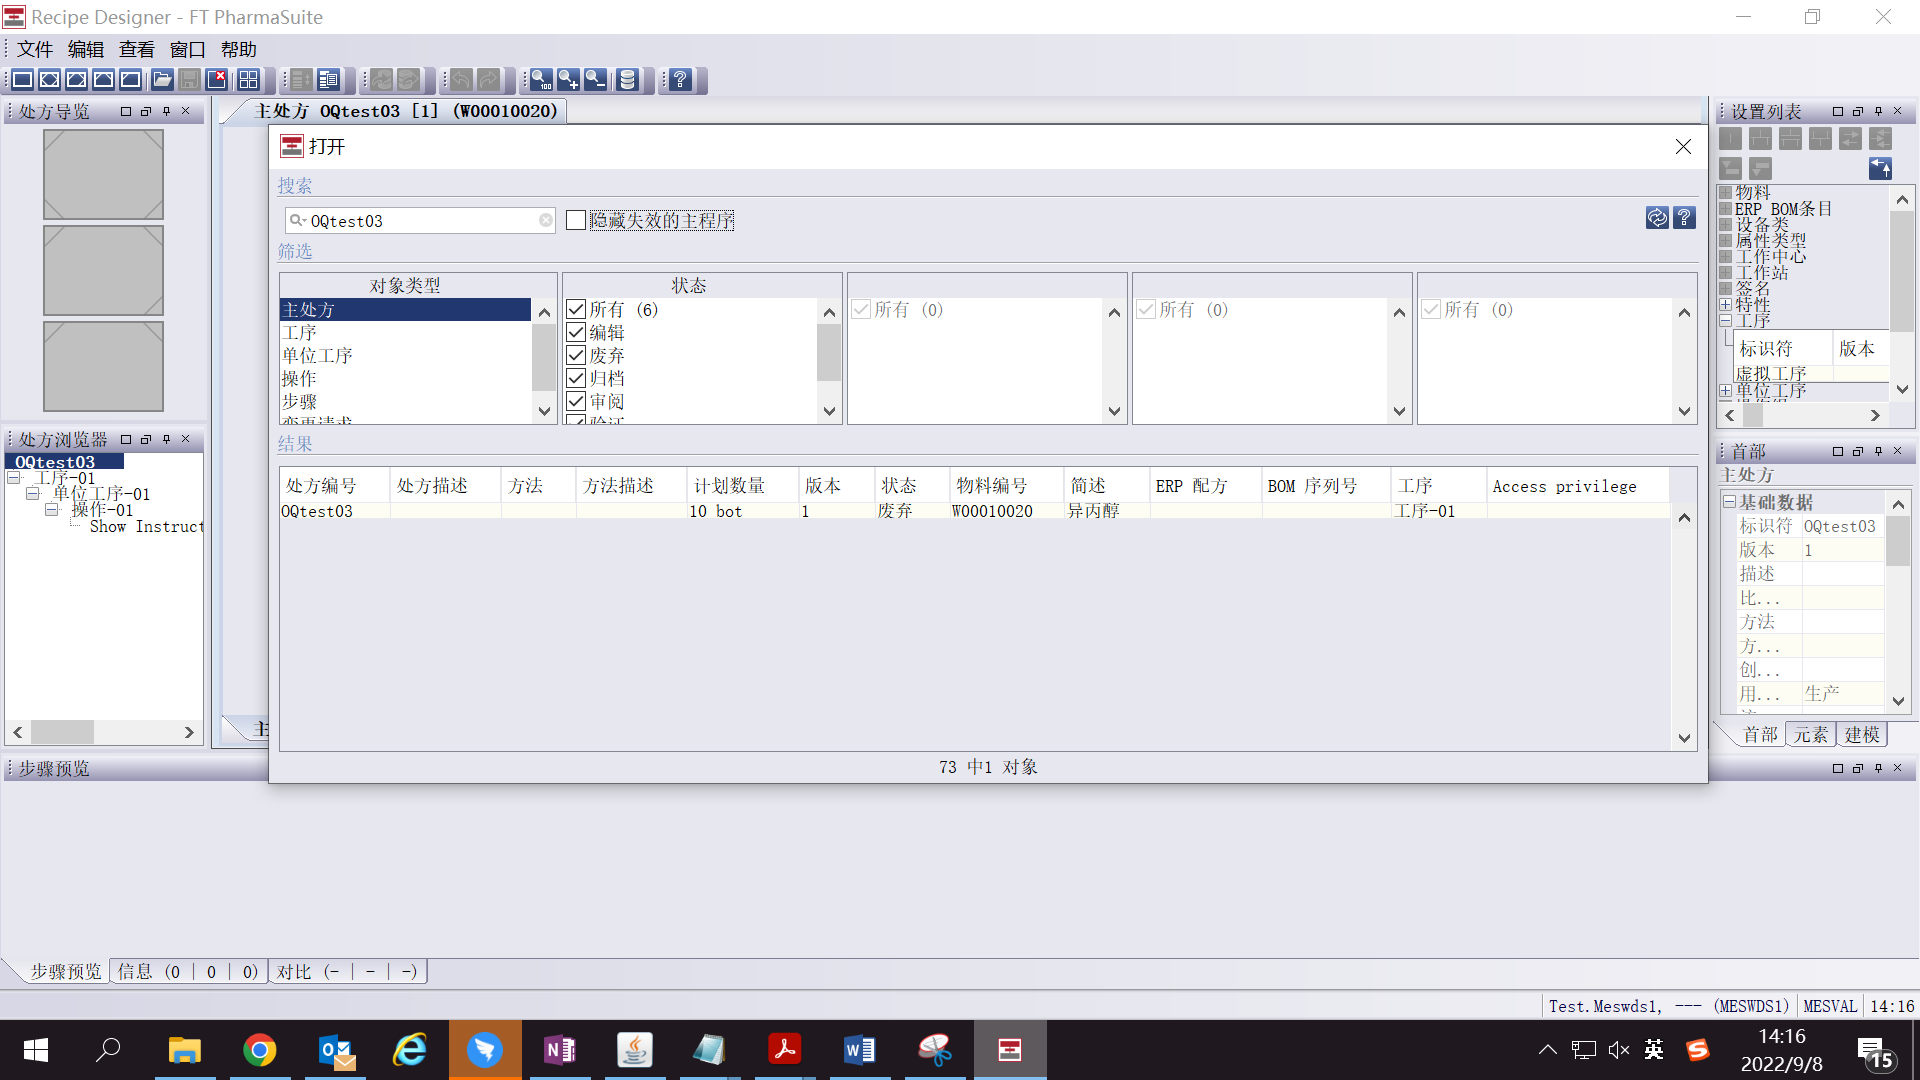 Recipe Designer - FT PharmaSuite
文件 编辑 查看 窗口 帮助
处方导览
主处方 OQtest03 [1] (W00010020)
设置列表
打开
搜索
OQtest03
隐藏失效的主程序
筛选
对象类型
主处方
工序
单位工序
操作
步骤
变更请求
状态
所有 (6)
编辑
废弃
归档
审阅
验证
所有 (0)
所有 (0)
所有 (0)
结果
处方编号 处方描述 方法 方法描述 计划数量 版本 状态 物料编号 简述 ERP 配方 BOM 序列号 工序 Access privilege
OQtest03 10 bot 1 废弃 W00010020 异丙醇 工序-01
73 中1 对象
物料
ERP BOM条目
设备类
属性类型
工作中心
工作站
签名
特性
工序
标识符 版本
虚拟工序
单位工序
处方浏览器
OQtest03
工序-01
单位工序-01
操作-01
Show Instruct
主
首部
主处方
基础数据
标识符 OQtest03
版本 1
描述
比...
方法
方...
创...
用... 生产
首部 元素 建模
步骤预览
步骤预览 信息 (0 | 0 | 0) 对比 (- | - | -)
Test.Meswds1, --- (MESWDS1) MESVAL 14:16
英
14:16
2022/9/8
15